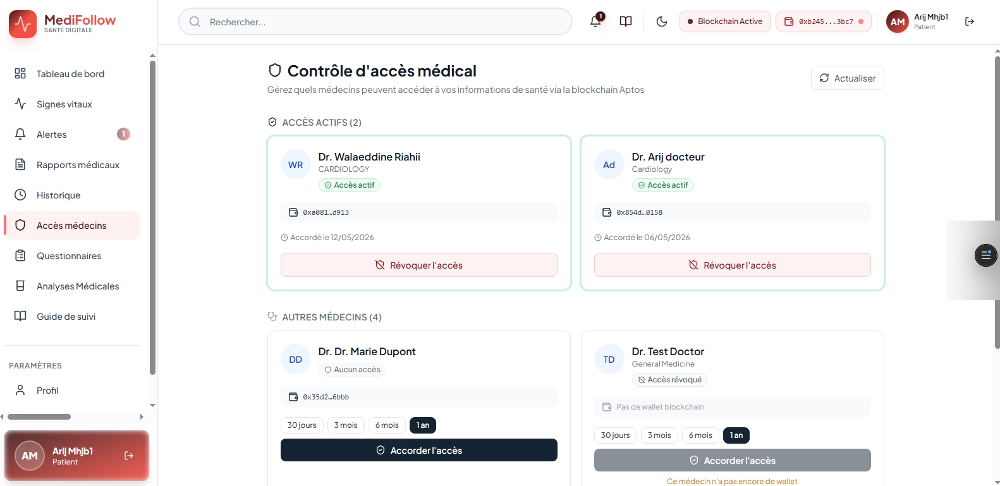 MediFollow
SANTÉ DIGITALE
Rechercher...
1
Blockchain Active
0xb245...3bc7
AM
Arij Mhjb1
Patient
Tableau de bord
Signes vitaux
Alertes
1
Rapports médicaux
Historique
Accès médecins
Questionnaires
Analyses Médicales
Guide de suivi
PARAMÈTRES
Profil
AM
Arij Mhjb1
Patient
Contrôle d'accès médical
Gérez quels médecins peuvent accéder à vos informations de santé via la blockchain Aptos
Actualiser
ACCÈS ACTIFS (2)
WR
Dr. Walaeddine Riahii
CARDIOLOGY
Accès actif
0xa081…d913
Accordé le 12/05/2026
Révoquer l'accès
Ad
Dr. Arij docteur
Cardiology
Accès actif
0x854d…0158
Accordé le 06/05/2026
Révoquer l'accès
AUTRES MÉDECINS (4)
DD
Dr. Dr. Marie Dupont
Aucun accès
0x35d2…6bbb
30 jours 3 mois 6 mois 1 an
Accorder l'accès
TD
Dr. Test Doctor
General Medicine
Accès révoqué
Pas de wallet blockchain
30 jours 3 mois 6 mois 1 an
Accorder l'accès
Ce médecin n'a pas encore de wallet